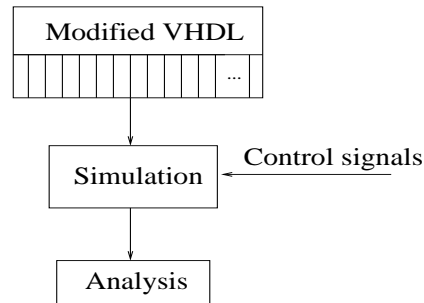 Modified VHDL
...
Control signals
Simulation
Analysis